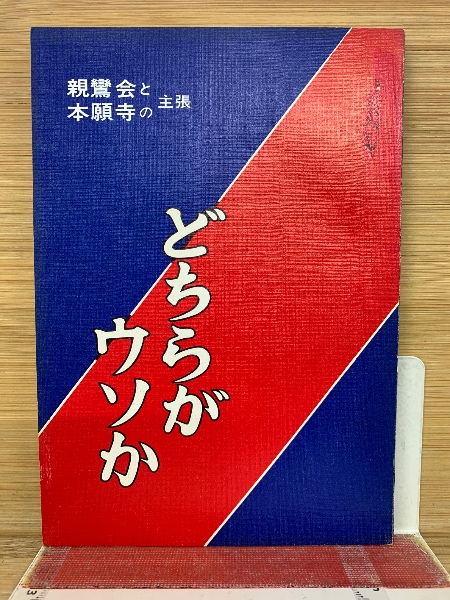 親鸞会と
本願寺の
主張
どちらが
ウソか